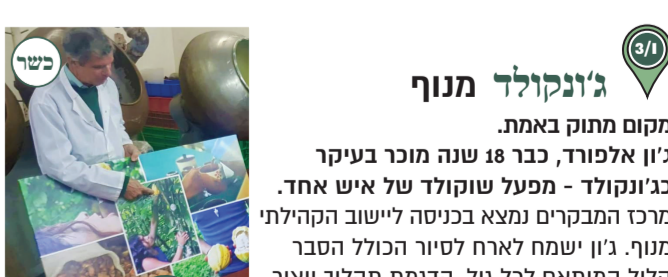 3/I
ג'ונקולד מנוף
כשר
מקום מתוק באמת.
ג'ון אלפורד, כבר 18 שנה מוכר בעיקר
כג'ונקולד - מפעל שוקולד של איש אחד.
מרכז המבקרים נמצא בכניסה ליישוב הקהילתי
מנוף. ג'ון ישמח לארח לסיור הכולל הסבר